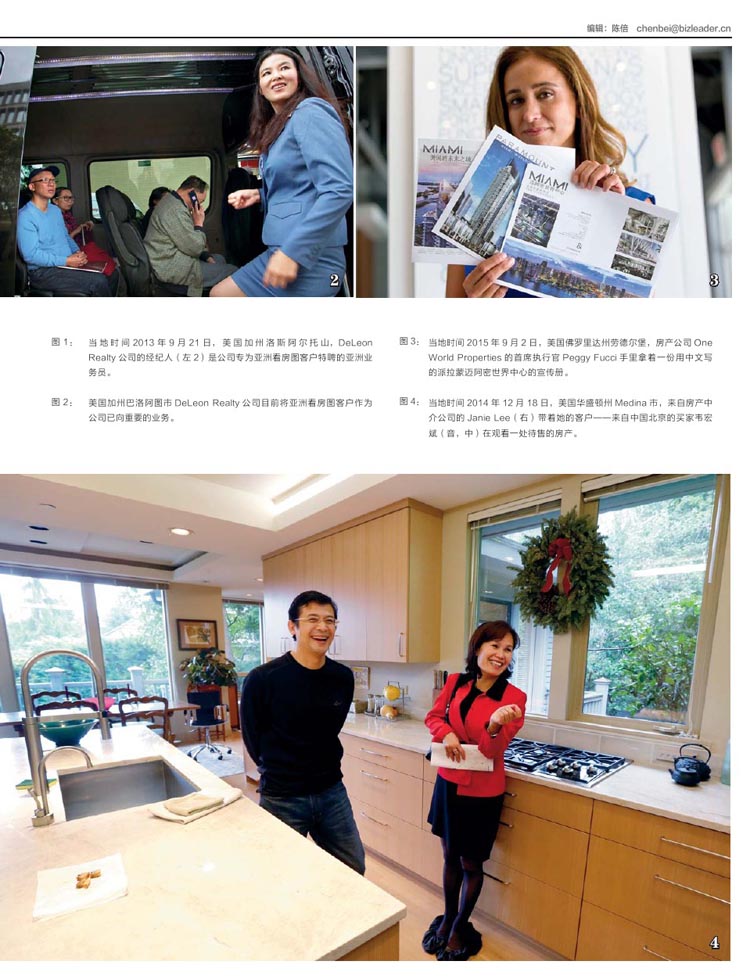 编辑：陈倍 chenbei@bizleader.cn
PARAMOUNT
MIAMI
美国的未来之城
MIAMI
2
3
图 1： 当地时间 2013 年 9 月 21 日，美国加州洛斯阿尔托山，DeLeon
Realty 公司的经纪人（左 2）是公司专为亚洲看房图客户特聘的亚洲业
务员。
图 2： 美国加州巴洛阿图市 DeLeon Realty 公司目前将亚洲看房图客户作为
公司已向重要的业务。
图 3： 当地时间 2015 年 9 月 2 日，美国佛罗里达州劳德尔堡，房产公司 One
World Properties 的首席执行官 Peggy Fucci 手里拿着一份用中文写
的派拉蒙迈阿密世界中心的宣传册。
图 4： 当地时间 2014 年 12 月 18 日，美国华盛顿州 Medina 市，来自房产中
介公司的 Janie Lee（右）带着她的客户——来自中国北京的买家韦宏
斌（音，中）在观看一处待售的房产。
4